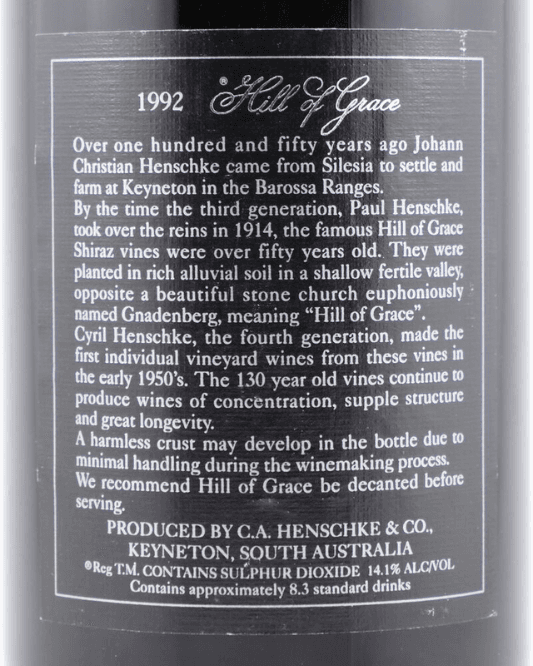 1992 ®Hill of Grace
Over one hundred and fifty years ago Johann
Christian Henschke came from Silesia to settle and
farm at Keyneton in the Barossa Ranges.
By the time the third generation, Paul Henschke,
took over the reins in 1914, the famous Hill of Grace
Shiraz vines were over fifty years old. They were
planted in rich alluvial soil in a shallow fertile valley,
opposite a beautiful stone church euphoniously
named Gnadenberg, meaning “Hill of Grace”.
Cyril Henschke, the fourth generation, made the
first individual vineyard wines from these vines in
the early 1950's. The 130 year old vines continue to
produce wines of concentration, supple structure
and great longevity.
A harmless crust may develop in the bottle due to
minimal handling during the winemaking process.
We recommend Hill of Grace be decanted before
serving.
PRODUCED BY C.A. HENSCHKE & CO.,
KEYNETON, SOUTH AUSTRALIA
®Reg T.M. CONTAINS SULPHUR DIOXIDE 14.1% ALC/VOL
Contains approximately 8.3 standard drinks